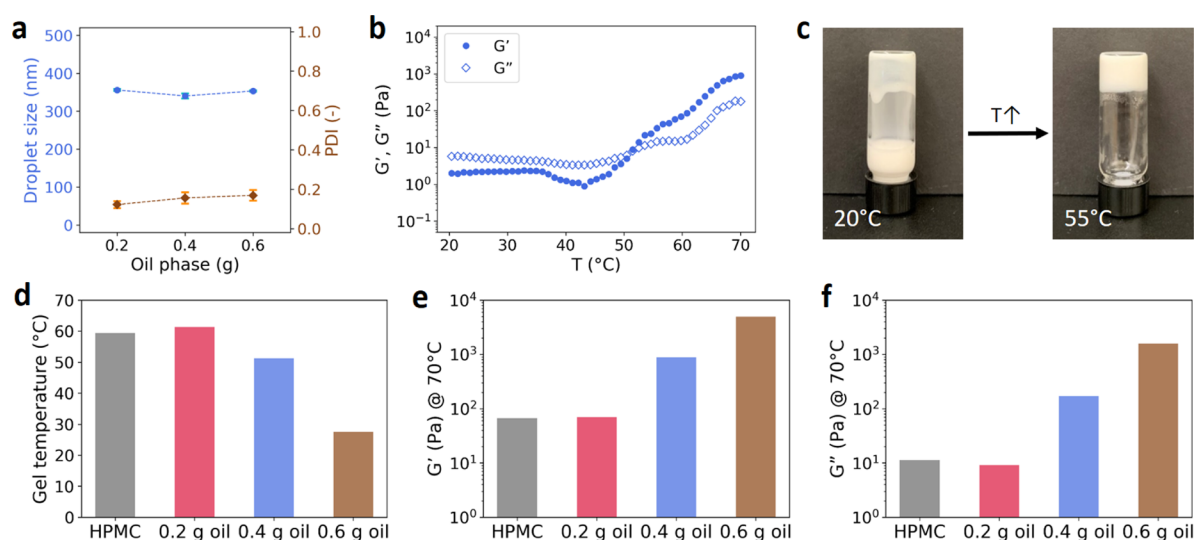 a
500
400
300
200
100
0
Droplet size (nm)
1.0
0.8
0.6
0.4
0.2
0.0
PDI (-)
0.2 0.4 0.6
Oil phase (g)
b
10⁴
10³
10²
10¹
10⁰
10⁻¹
G’, G” (Pa)
G’
G”
20 30 40 50 60 70
T (°C)
c
T↑
20°C
55°C
d
70
60
50
40
30
20
10
0
Gel temperature (°C)
HPMC 0.2 g oil 0.4 g oil 0.6 g oil
e
10⁴
10³
10²
10¹
10⁰
G’ (Pa) @ 70°C
HPMC 0.2 g oil 0.4 g oil 0.6 g oil
f
10⁴
10³
10²
10¹
10⁰
G” (Pa) @ 70°C
HPMC 0.2 g oil 0.4 g oil 0.6 g oil